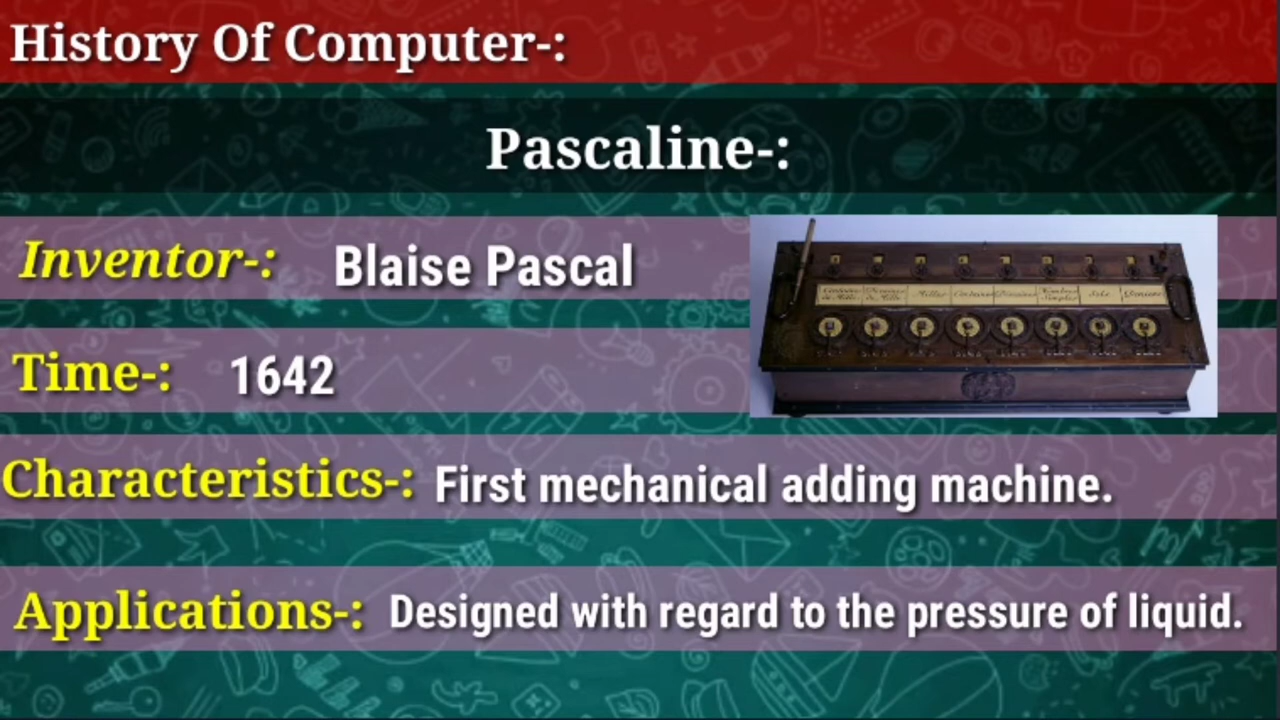 History Of Computer-:
Pascaline-:
Inventor-: Blaise Pascal
Time-: 1642
Characteristics-: First mechanical adding machine.
Applications-: Designed with regard to the pressure of liquid.